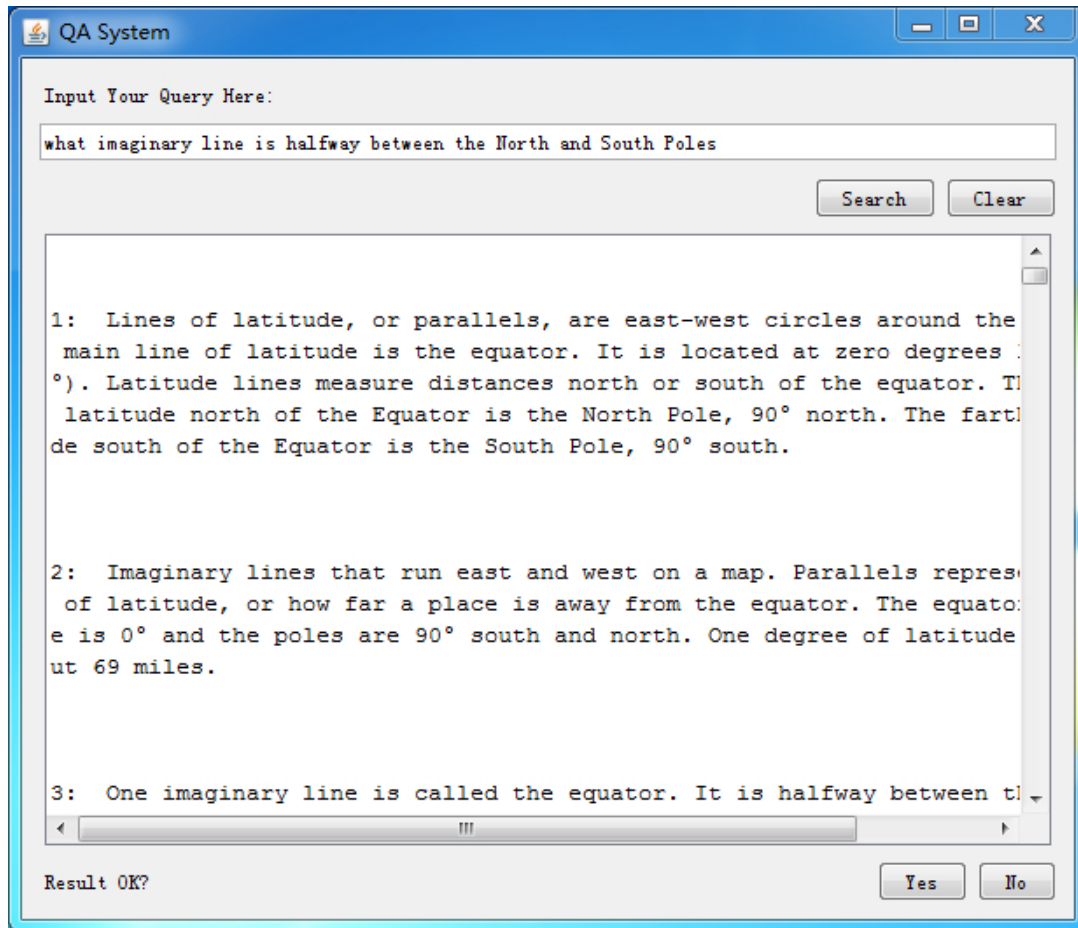 QA System
Input Your Query Here:
what imaginary line is halfway between the North and South Poles
Search Clear
1:  Lines of latitude, or parallels, are east-west circles around the
main line of latitude is the equator. It is located at zero degrees
°). Latitude lines measure distances north or south of the equator.
latitude north of the Equator is the North Pole, 90° north. The
de south of the Equator is the South Pole, 90° south.
2:  Imaginary lines that run east and west on a map. Parallels
of latitude, or how far a place is away from the equator. The
e is 0° and the poles are 90° south and north. One degree of latitude
ut 69 miles.
3:  One imaginary line is called the equator. It is halfway between
Result OK? Yes No